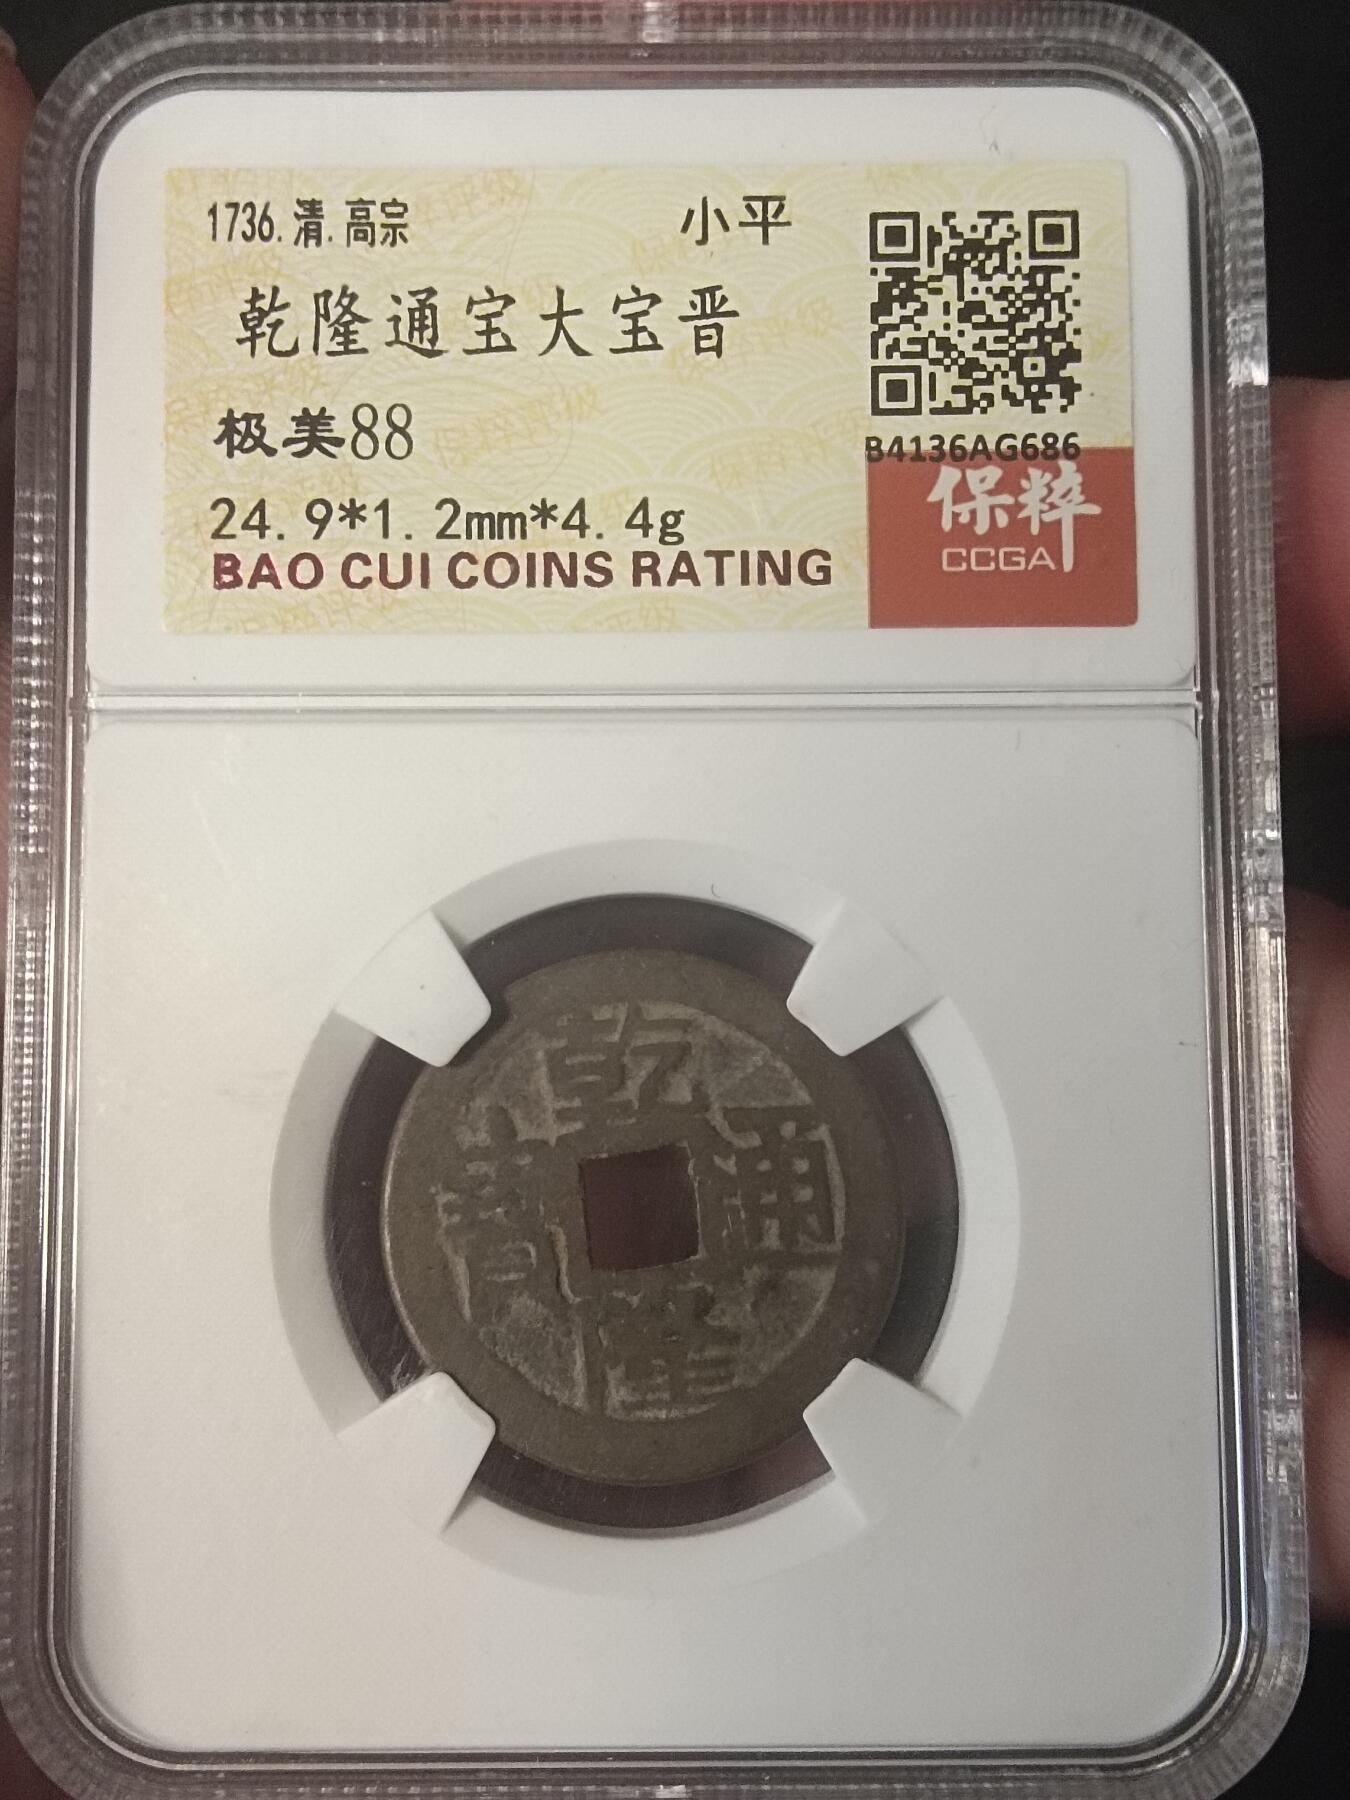 1736.清.高宗 小平
乾隆通宝大宝晋
极美88
24.9*1.2mm*4.4g
BAO CUI COINS RATING
B4136AG686
保粹
CCGA
乾
寶 通
隆